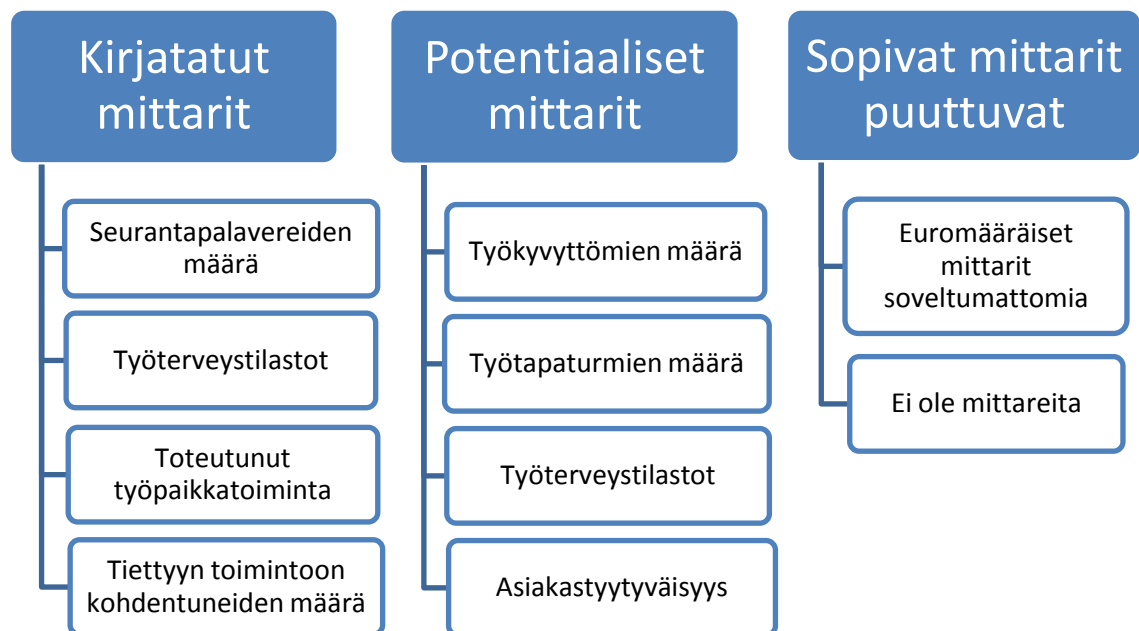 Kirjatatut
mittarit
Seurantapalavereiden
määrä
Työterveystilastot
Toteutunut
työpaikkatoiminta
Tiettyyn toimintoon
kohdentuneiden määrä
Potentiaaliset
mittarit
Työkyvyttömien määrä
Työtapaturmien määrä
Työterveystilastot
Asiakastyytyväisyys
Sopivat mittarit
puuttuvat
Euromääräiset
mittarit
soveltumattomia
Ei ole mittareita